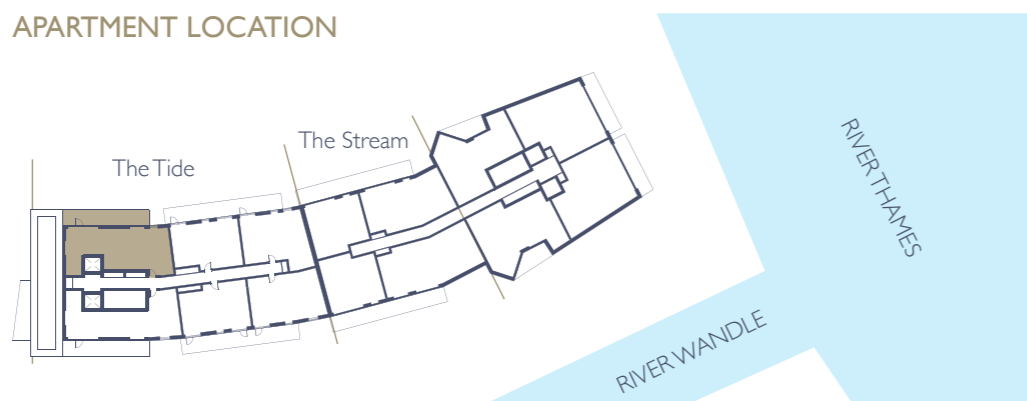 APARTMENT LOCATION
The Tide
The Stream
RIVER THAMES
RIVER WANDLE